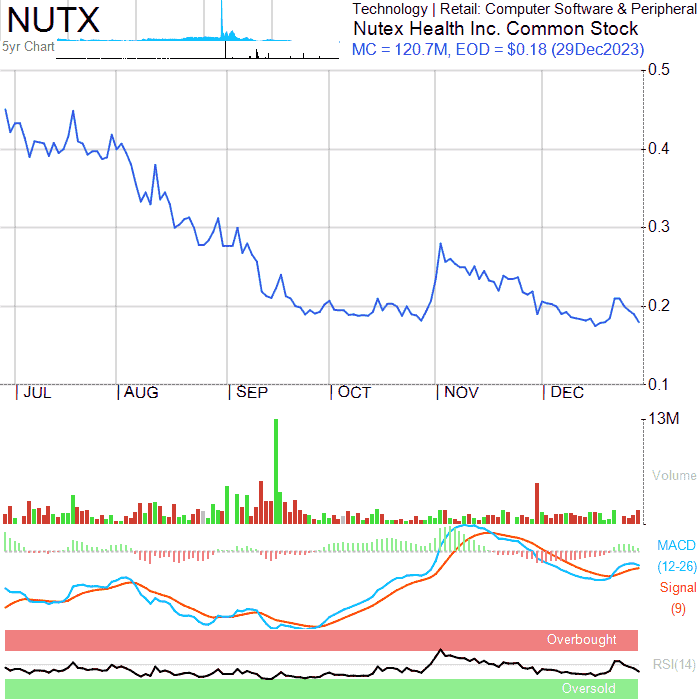 NUTX
5yr Chart
Technology | Retail: Computer Software & Peripheral
Nutex Health Inc. Common Stock
MC = 120.7M, EOD = $0.18 (29Dec2023)
0.5
0.4
0.3
0.2
0.1
JUL AUG SEP OCT NOV DEC
13M
Volume
MACD
(12-26)
Signal
(9)
Overbought
RSI(14)
Oversold